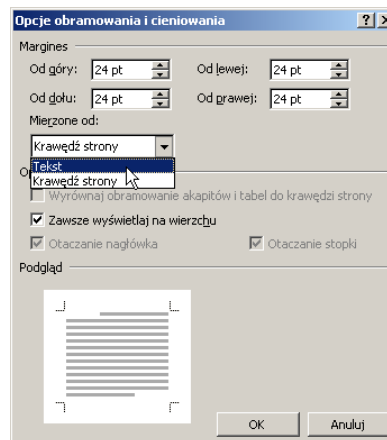 Opcje obramowania i cieniowania
Margines
Od góry: 24 pt Od lewej: 24 pt
Od dołu: 24 pt Od prawej: 24 pt
Mierzone od:
Krawędź strony
Tekst
Krawędź strony
Wyrównaj obramowanie akapitów i tabel do krawędzi strony
Zawsze wyświetlaj na wierzchu
Otaczanie nagłówka Otaczanie stopki
Podgląd
OK Anuluj